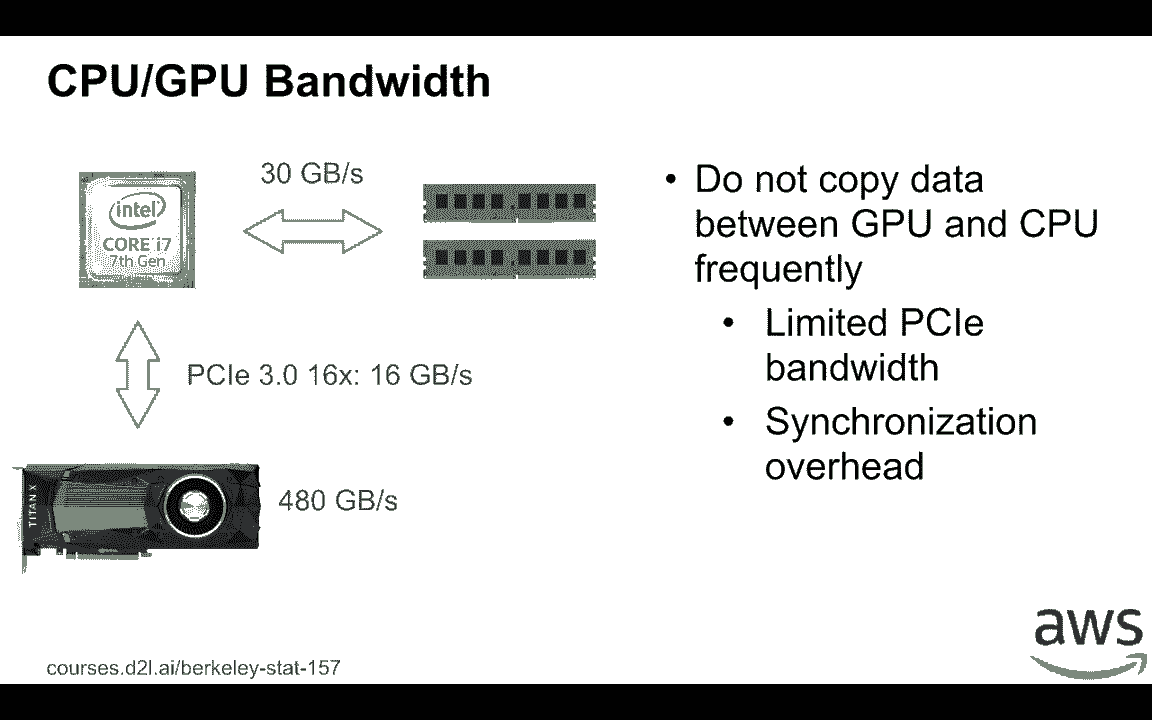 CPU/GPU Bandwidth
30 GB/s
intel
CORE i7
7th Gen
PCIe 3.0 16x: 16 GB/s
TITAN X
480 GB/s
• Do not copy data
between GPU and CPU
frequently
• Limited PCIe
bandwidth
• Synchronization
overhead
aws
courses.d2l.ai/berkeley-stat-157